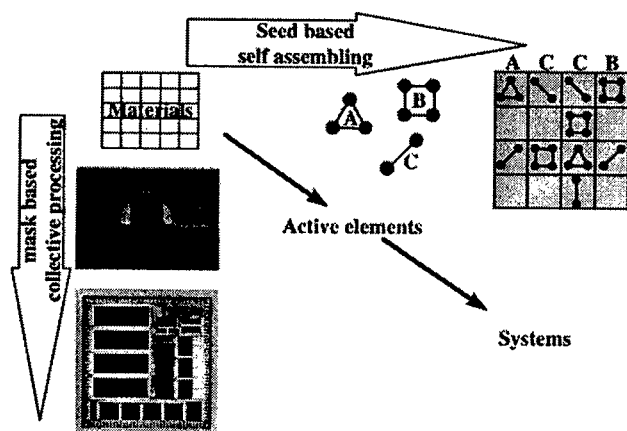 Seed based
self assembling
A C C B
Materials
A
B
C
mask based
collective processing
Active elements
Systems